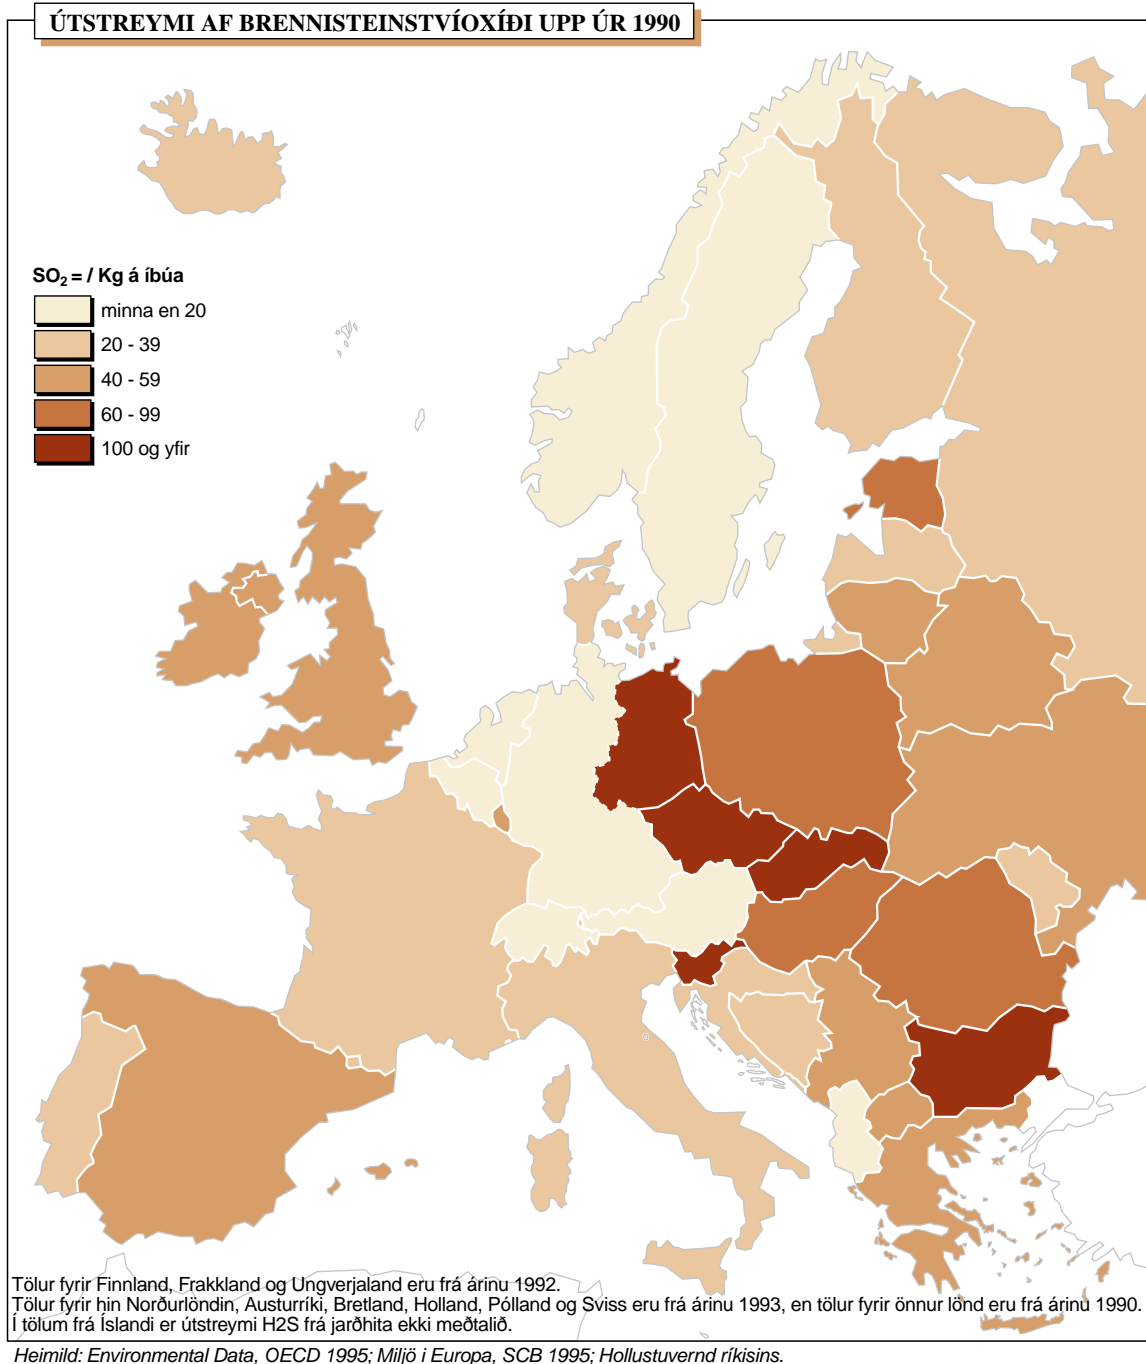 ÚTSTREYMI AF BRENNISTEINSTVÍOXÍÐI UPP ÚR 1990
SO₂ = / Kg á íbúa
minna en 20
20 - 39
40 - 59
60 - 99
100 og yfir
Tölur fyrir Finnland, Frakkland og Ungverjaland eru frá árinu 1992.
Tölur fyrir hin Norðurlöndin, Austurríki, Bretland, Holland, Pólland og Sviss eru frá árinu 1993, en tölur fyrir önnur lönd eru frá árinu 1990.
Í tölum frá Íslandi er útstreymi H2S frá jarðhita ekki meðtalið.
Heimild: Environmental Data, OECD 1995; Miljö i Europa, SCB 1995; Hollustuvernd ríkisins.